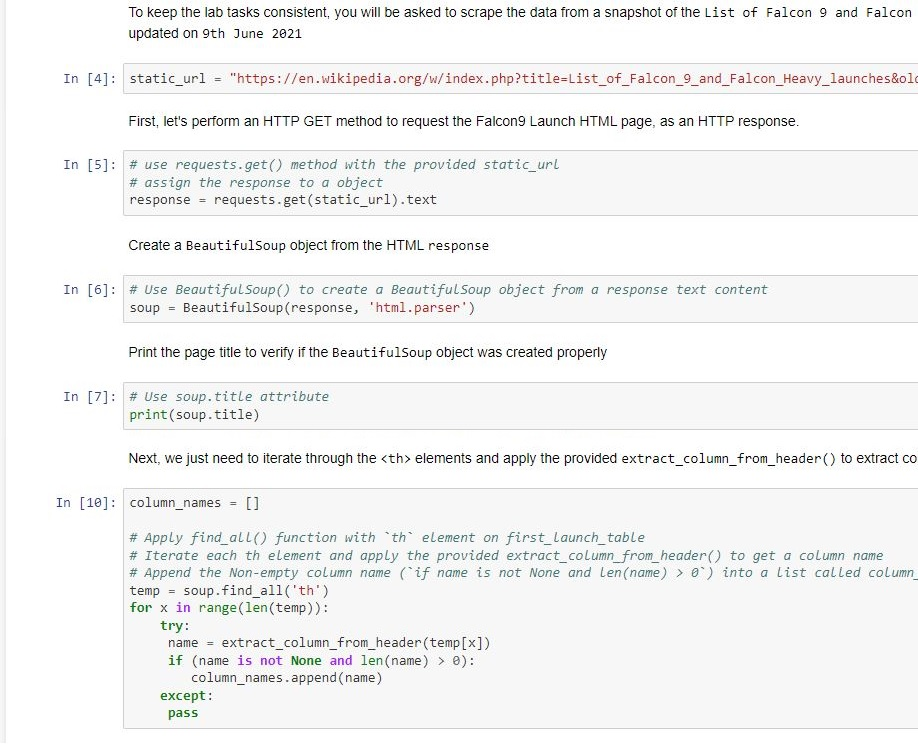 To keep the lab tasks consistent, you will be asked to scrape the data from a snapshot of the List of Falcon 9 and Falcon
updated on 9th June 2021
In [4]: static_url = "https://en.wikipedia.org/w/index.php?title=List_of_Falcon_9_and_Falcon_Heavy_launches&old
First, let's perform an HTTP GET method to request the Falcon9 Launch HTML page, as an HTTP response.
In [5]: # use requests.get() method with the provided static_url
# assign the response to a object
response = requests.get(static_url).text
Create a BeautifulSoup object from the HTML response
In [6]: # Use BeautifulSoup() to create a BeautifulSoup object from a response text content
soup = BeautifulSoup(response, 'html.parser')
Print the page title to verify if the BeautifulSoup object was created properly
In [7]: # Use soup.title attribute
print(soup.title)
Next, we just need to iterate through the <th> elements and apply the provided extract_column_from_header() to extract co
In [10]: column_names = []
# Apply find_all() function with `th` element on first_launch_table
# Iterate each th element and apply the provided extract_column_from_header() to get a column name
# Append the Non-empty column name (`if name is not None and len(name) > 0`) into a list called column_
temp = soup.find_all('th')
for x in range(len(temp)):
    try:
     name = extract_column_from_header(temp[x])
     if (name is not None and len(name) > 0):
        column_names.append(name)
    except:
     pass